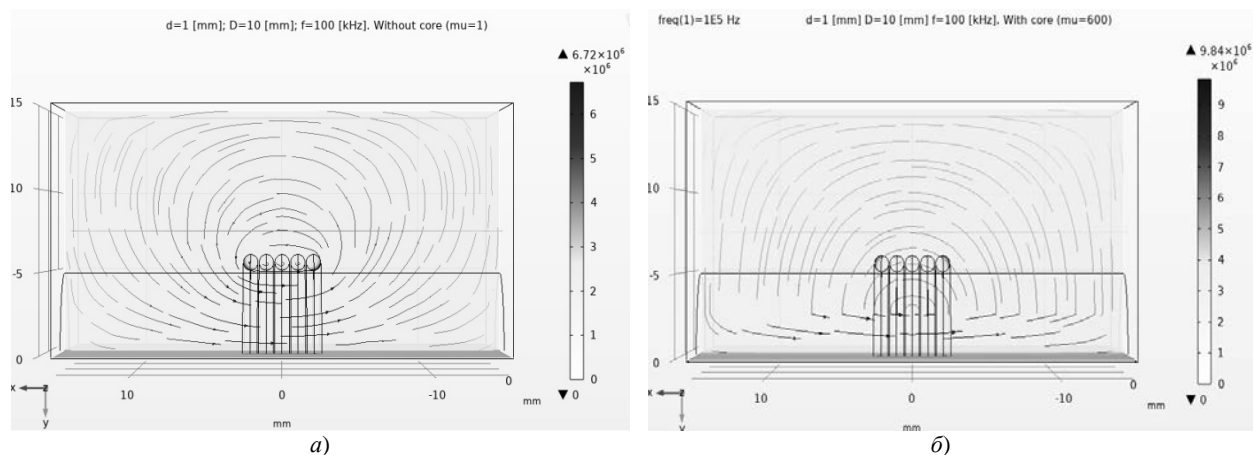 d=1 [mm]; D=10 [mm]; f=100 [kHz]. Without core (mu=1)
▲ 6.72×10⁶
×10⁶
6
5
4
3
2
1
0
▼ 0
15
10
-5
0
10
0
-10
0
mm
mm
x
z
y
а)
freq(1)=1E5 Hz
d=1 [mm] D=10 [mm] f=100 [kHz]. With core (mu=600)
▲ 9.84×10⁶
×10⁶
9
8
7
6
5
4
3
2
1
0
▼ 0
15
10
-5
0
10
0
-10
0
mm
mm
x
z
y
б)